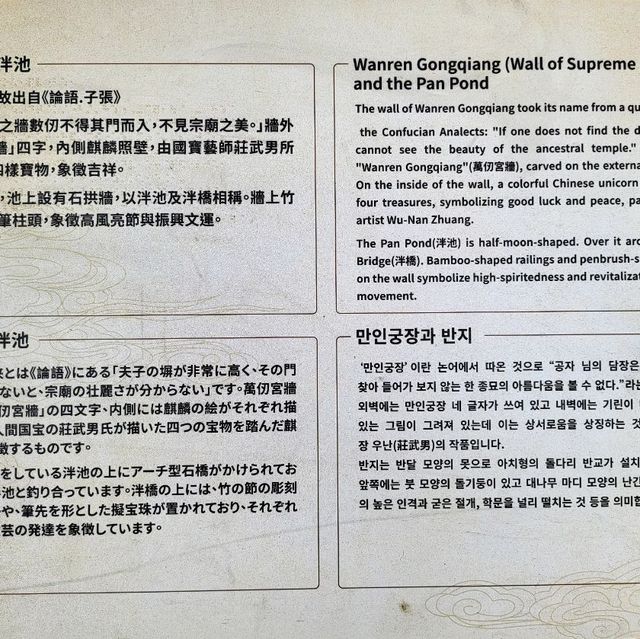 泮池
故出自《論語.子張》
之牆數仞不得其門而入，不見宗廟之美。」牆外
牆」四字，內側麒麟照壁，由國寶藝師莊武男所
四樣寶物，象徵吉祥。
，池上設有石拱牆，以泮池及泮橋相稱。牆上竹
筆柱頭，象徵高風亮節與振興文運。
Wanren Gongqiang (Wall of Supreme
and the Pan Pond
The wall of Wanren Gongqiang took its name from a qu
the Confucian Analects: "If one does not find the d
cannot see the beauty of the ancestral temple."
"Wanren Gongqiang"(萬仞宮牆), carved on the externa
On the inside of the wall, a colorful Chinese unicorn
four treasures, symbolizing good luck and peace, pa
artist Wu-Nan Zhuang.
The Pan Pond(泮池) is half-moon-shaped. Over it ar
Bridge(泮橋). Bamboo-shaped railings and penbrush-s
on the wall symbolize high-spiritedness and revitalizat
movement.
泮池
来とは《論語》にある「夫子の塀が非常に高く、その門
ないと、宗廟の壮麗さが分からない」です。萬仞宮牆
仞宮牆」の四文字、内側には麒麟の絵がそれぞれ描
人間国宝の莊武男氏が描いた四つの宝物を踏んだ麒
徴するものです。
をしている泮池の上にアーチ型石橋がかけられてお
半池と釣り合っています。泮橋の上には、竹の節の彫刻
や、筆先を形とした擬宝珠が置かれており、それぞれ
芸の発達を象徴しています。
만인궁장과 반지
‘만인궁장’이란 논어에서 따온 것으로 “공자 님의 담장은
찾아 들어가 보지 않는 한 종묘의 아름다움을 볼 수 없다.”라는
외벽에는 만인궁장 네 글자가 쓰여 있고 내벽에는 기린이
있는 그림이 그려져 있는데 이는 상서로움을 상징하는 것
장 우난(莊武男)의 작품입니다.
반지는 반달 모양의 못으로 아치형의 돌다리 반교가 설치
앞쪽에는 붓 모양의 돌기둥이 있고 대나무 마디 모양의 난간
의 높은 인격과 굳은 절개, 학문을 널리 떨치는 것 등을 의미합